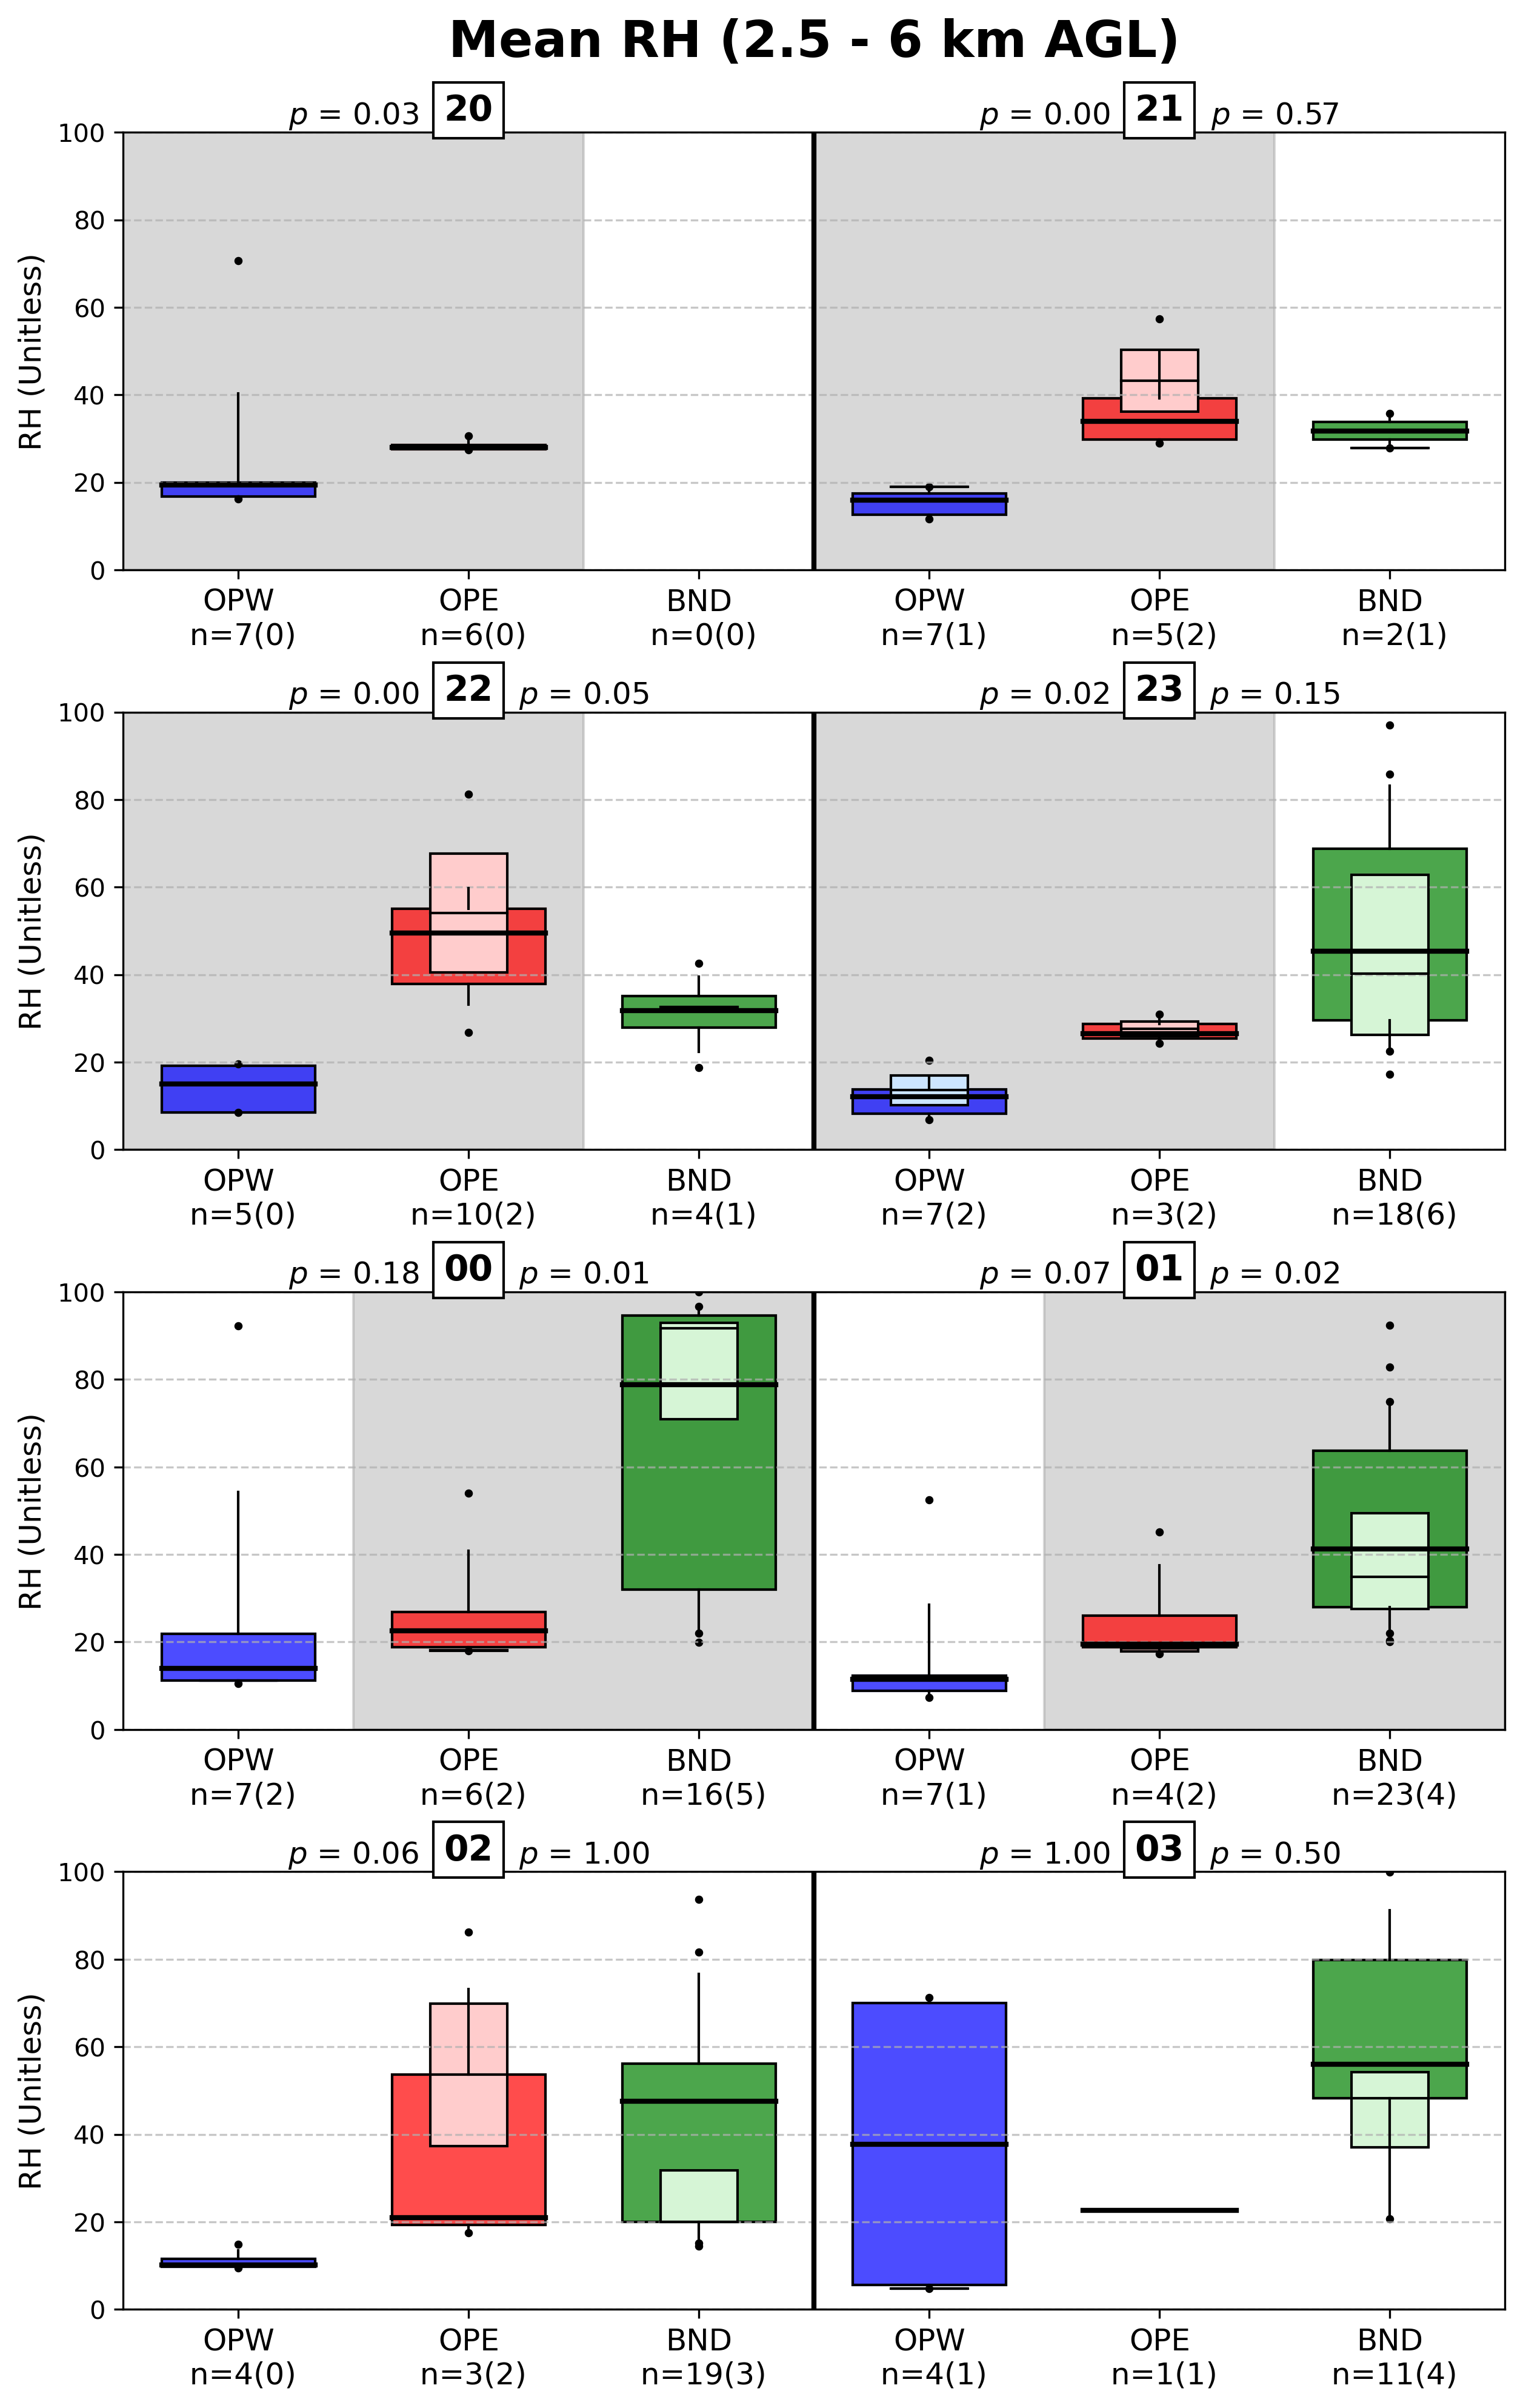 Mean RH (2.5 - 6 km AGL)
p = 0.03 20
p = 0.00 21 p = 0.57
RH (Unitless)
100
80
60
40
20
0
OPW OPE BND OPW OPE BND
n=7(0) n=6(0) n=0(0) n=7(1) n=5(2) n=2(1)
p = 0.00 22 p = 0.05
p = 0.02 23 p = 0.15
RH (Unitless)
100
80
60
40
20
0
OPW OPE BND OPW OPE BND
n=5(0) n=10(2) n=4(1) n=7(2) n=3(2) n=18(6)
p = 0.18 00 p = 0.01
p = 0.07 01 p = 0.02
RH (Unitless)
100
80
60
40
20
0
OPW OPE BND OPW OPE BND
n=7(2) n=6(2) n=16(5) n=7(1) n=4(2) n=23(4)
p = 0.06 02 p = 1.00
p = 1.00 03 p = 0.50
RH (Unitless)
100
80
60
40
20
0
OPW OPE BND OPW OPE BND
n=4(0) n=3(2) n=19(3) n=4(1) n=1(1) n=11(4)